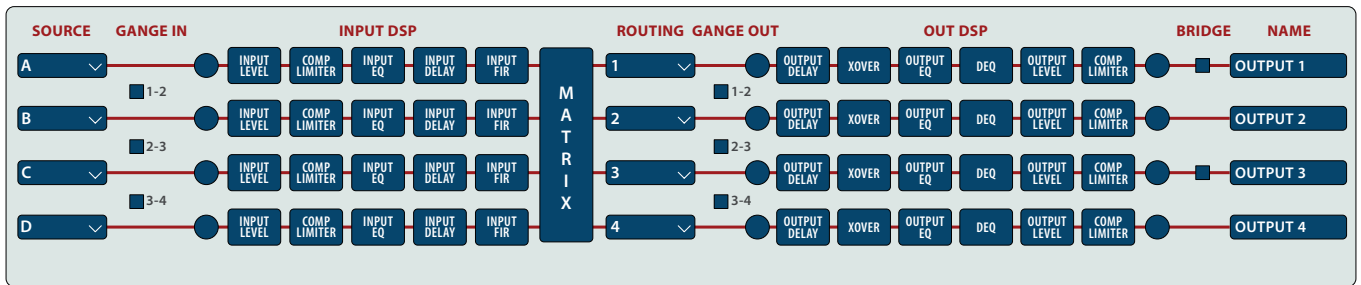 SOURCE GANGE IN INPUT DSP ROUTING GANGE OUT OUT DSP BRIDGE NAME
A INPUT LEVEL COMP LIMITER INPUT EQ INPUT DELAY INPUT FIR 1 OUTPUT DELAY XOVER OUTPUT EQ DEQ OUTPUT LEVEL COMP LIMITER OUTPUT 1
1-2 1-2
B INPUT LEVEL COMP LIMITER INPUT EQ INPUT DELAY INPUT FIR 2 OUTPUT DELAY XOVER OUTPUT EQ DEQ OUTPUT LEVEL COMP LIMITER OUTPUT 2
MATRIX
2-3 2-3
C INPUT LEVEL COMP LIMITER INPUT EQ INPUT DELAY INPUT FIR 3 OUTPUT DELAY XOVER OUTPUT EQ DEQ OUTPUT LEVEL COMP LIMITER OUTPUT 3
3-4 3-4
D INPUT LEVEL COMP LIMITER INPUT EQ INPUT DELAY INPUT FIR 4 OUTPUT DELAY XOVER OUTPUT EQ DEQ OUTPUT LEVEL COMP LIMITER OUTPUT 4